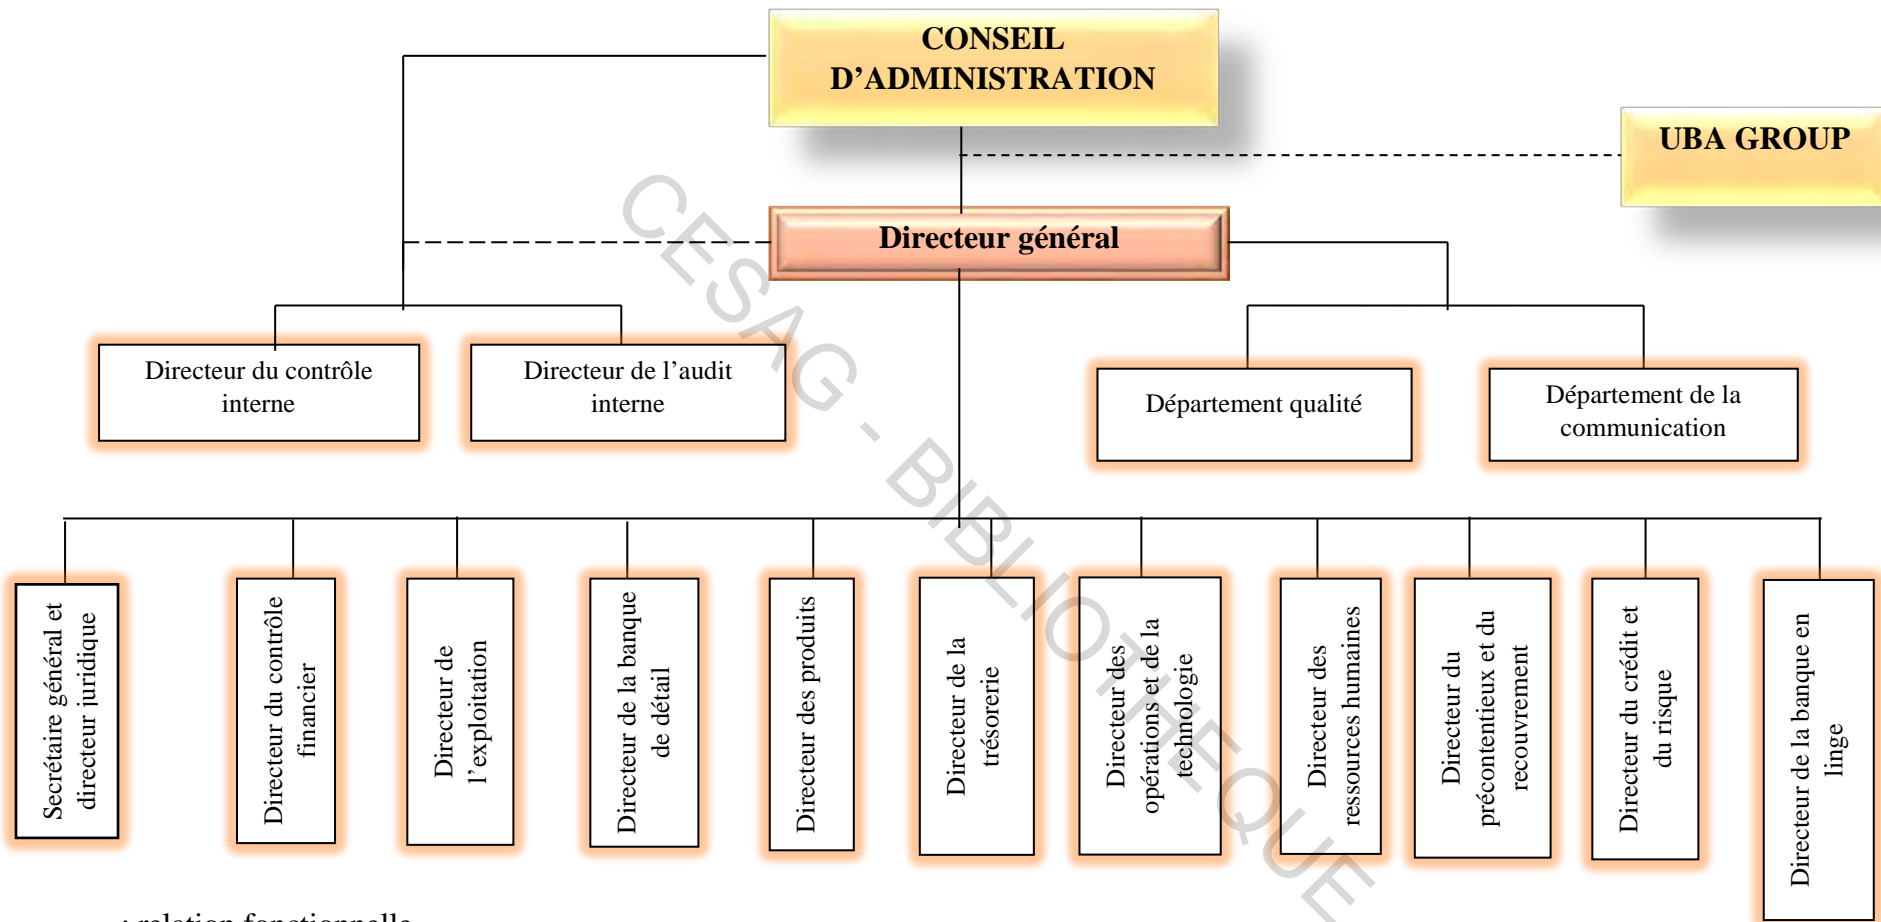 CONSEIL
D’ADMINISTRATION
UBA GROUP
Directeur général
Directeur du contrôle
interne
Directeur de l’audit
interne
Département qualité
Département de la
communication
Secrétaire général et
directeur juridique
Directeur du contrôle
financier
Directeur de
l’exploitation
Directeur de la banque
de détail
Directeur des produits
Directeur de la
trésorerie
Directeur des
opérations et de la
technologie
Directeur des
ressources humaines
Directeur du
précontentieux et du
recouvrement
Directeur du crédit et
du risque
Directeur de la banque en
linge
: relation fonctionnelle
CESAG - BIBLIOTHEQUE